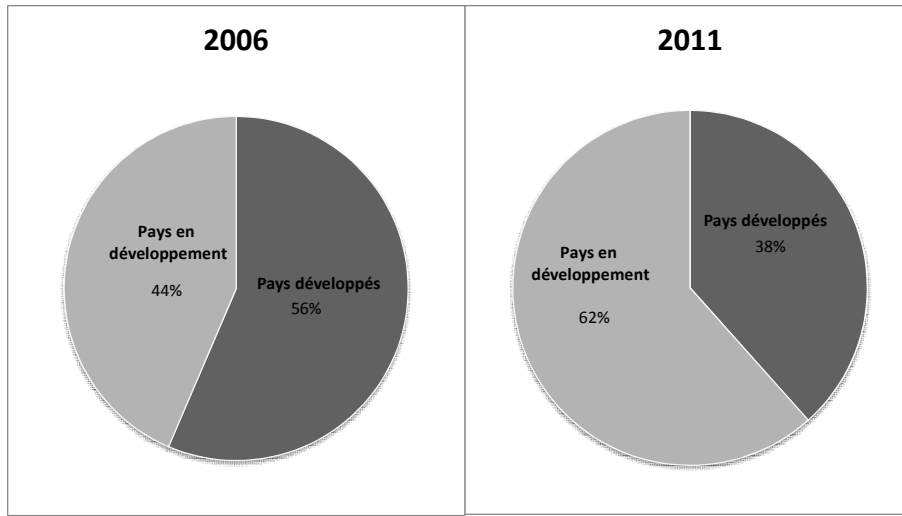 2006
Pays en
développement
44%
Pays développés
56%
2011
Pays développés
38%
Pays en
développement
62%